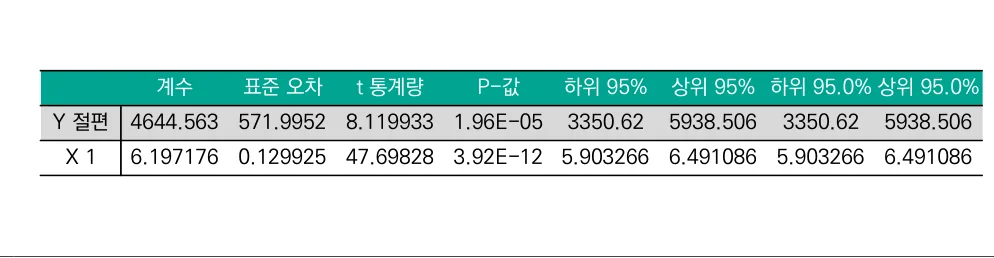 계수 표준 오차 t 통계량 P-값 하위 95% 상위 95% 하위 95.0% 상위 95.0%
Y 절편 4644.563 571.9952 8.119933 1.96E-05 3350.62 5938.506 3350.62 5938.506
X 1 6.197176 0.129925 47.69828 3.92E-12 5.903266 6.491086 5.903266 6.491086